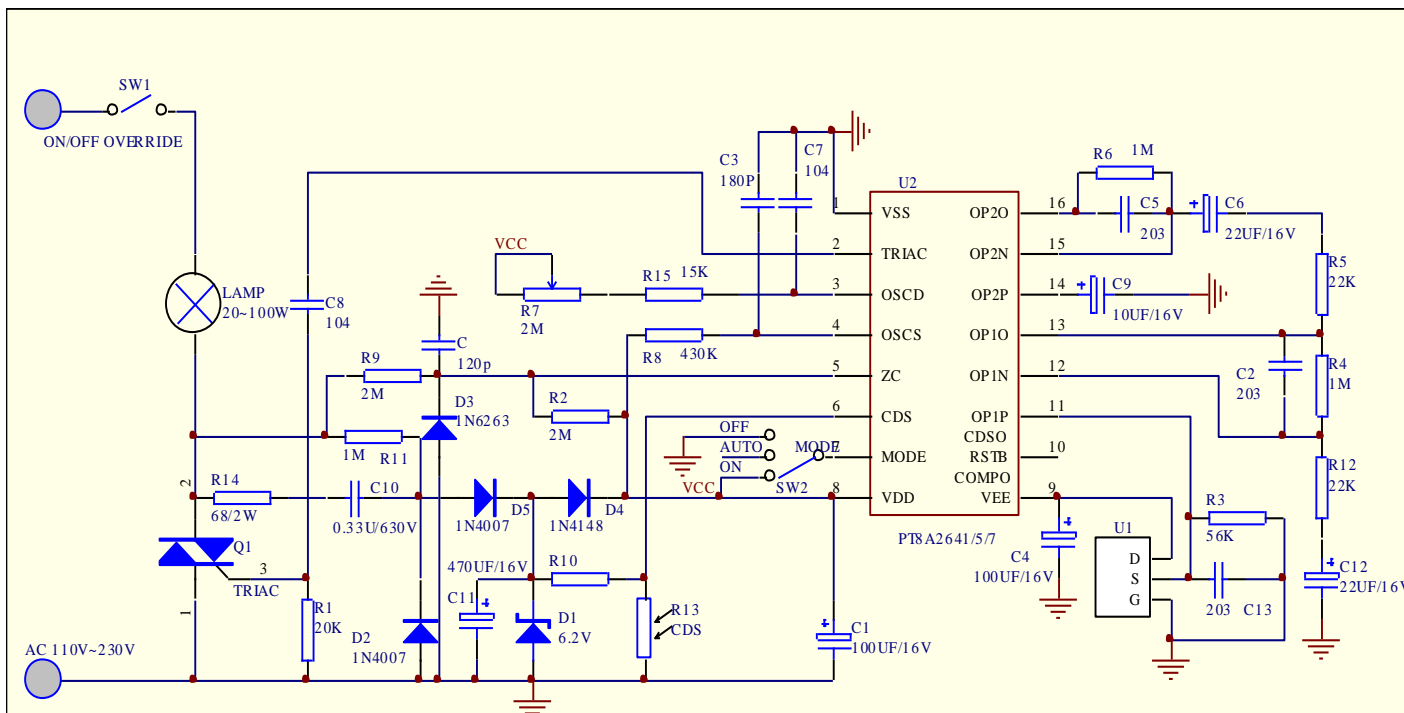 SW1
ON/OFF OVERRIDE
LAMP
20~100W
C8
104
VCC
R7
2M
R15
15K
C3
180P
C7
104
C
120p
R9
2M
R8
430K
R2
2M
D3
1N6263
1M
R11
R14
68/2W
C10
0.33U/630V
D5
1N4007
D4
1N4148
OFF
AUTO
ON
MODE
SW2
VCC
2
Q1
3
TRIAC
1
R1
20K
D2
1N4007
470UF/16V
C11
R10
D1
6.2V
R13
CDS
C1
100UF/16V
AC 110V~230V
U2
1
VSS
2
TRIAC
3
OSCD
4
OSCS
5
ZC
6
CDS
7
MODE
8
VDD
OP2O
16
OP2N
15
OP2P
14
OP1O
13
OP1N
12
OP1P
11
CDSO
RSTB
10
COMPO
VEE
9
PT8A2641/5/7
R6
1M
C5
203
C6
22UF/16V
C9
10UF/16V
R5
22K
C2
203
R4
1M
R12
22K
R3
56K
U1
D
S
G
C4
100UF/16V
203
C13
C12
22UF/16V